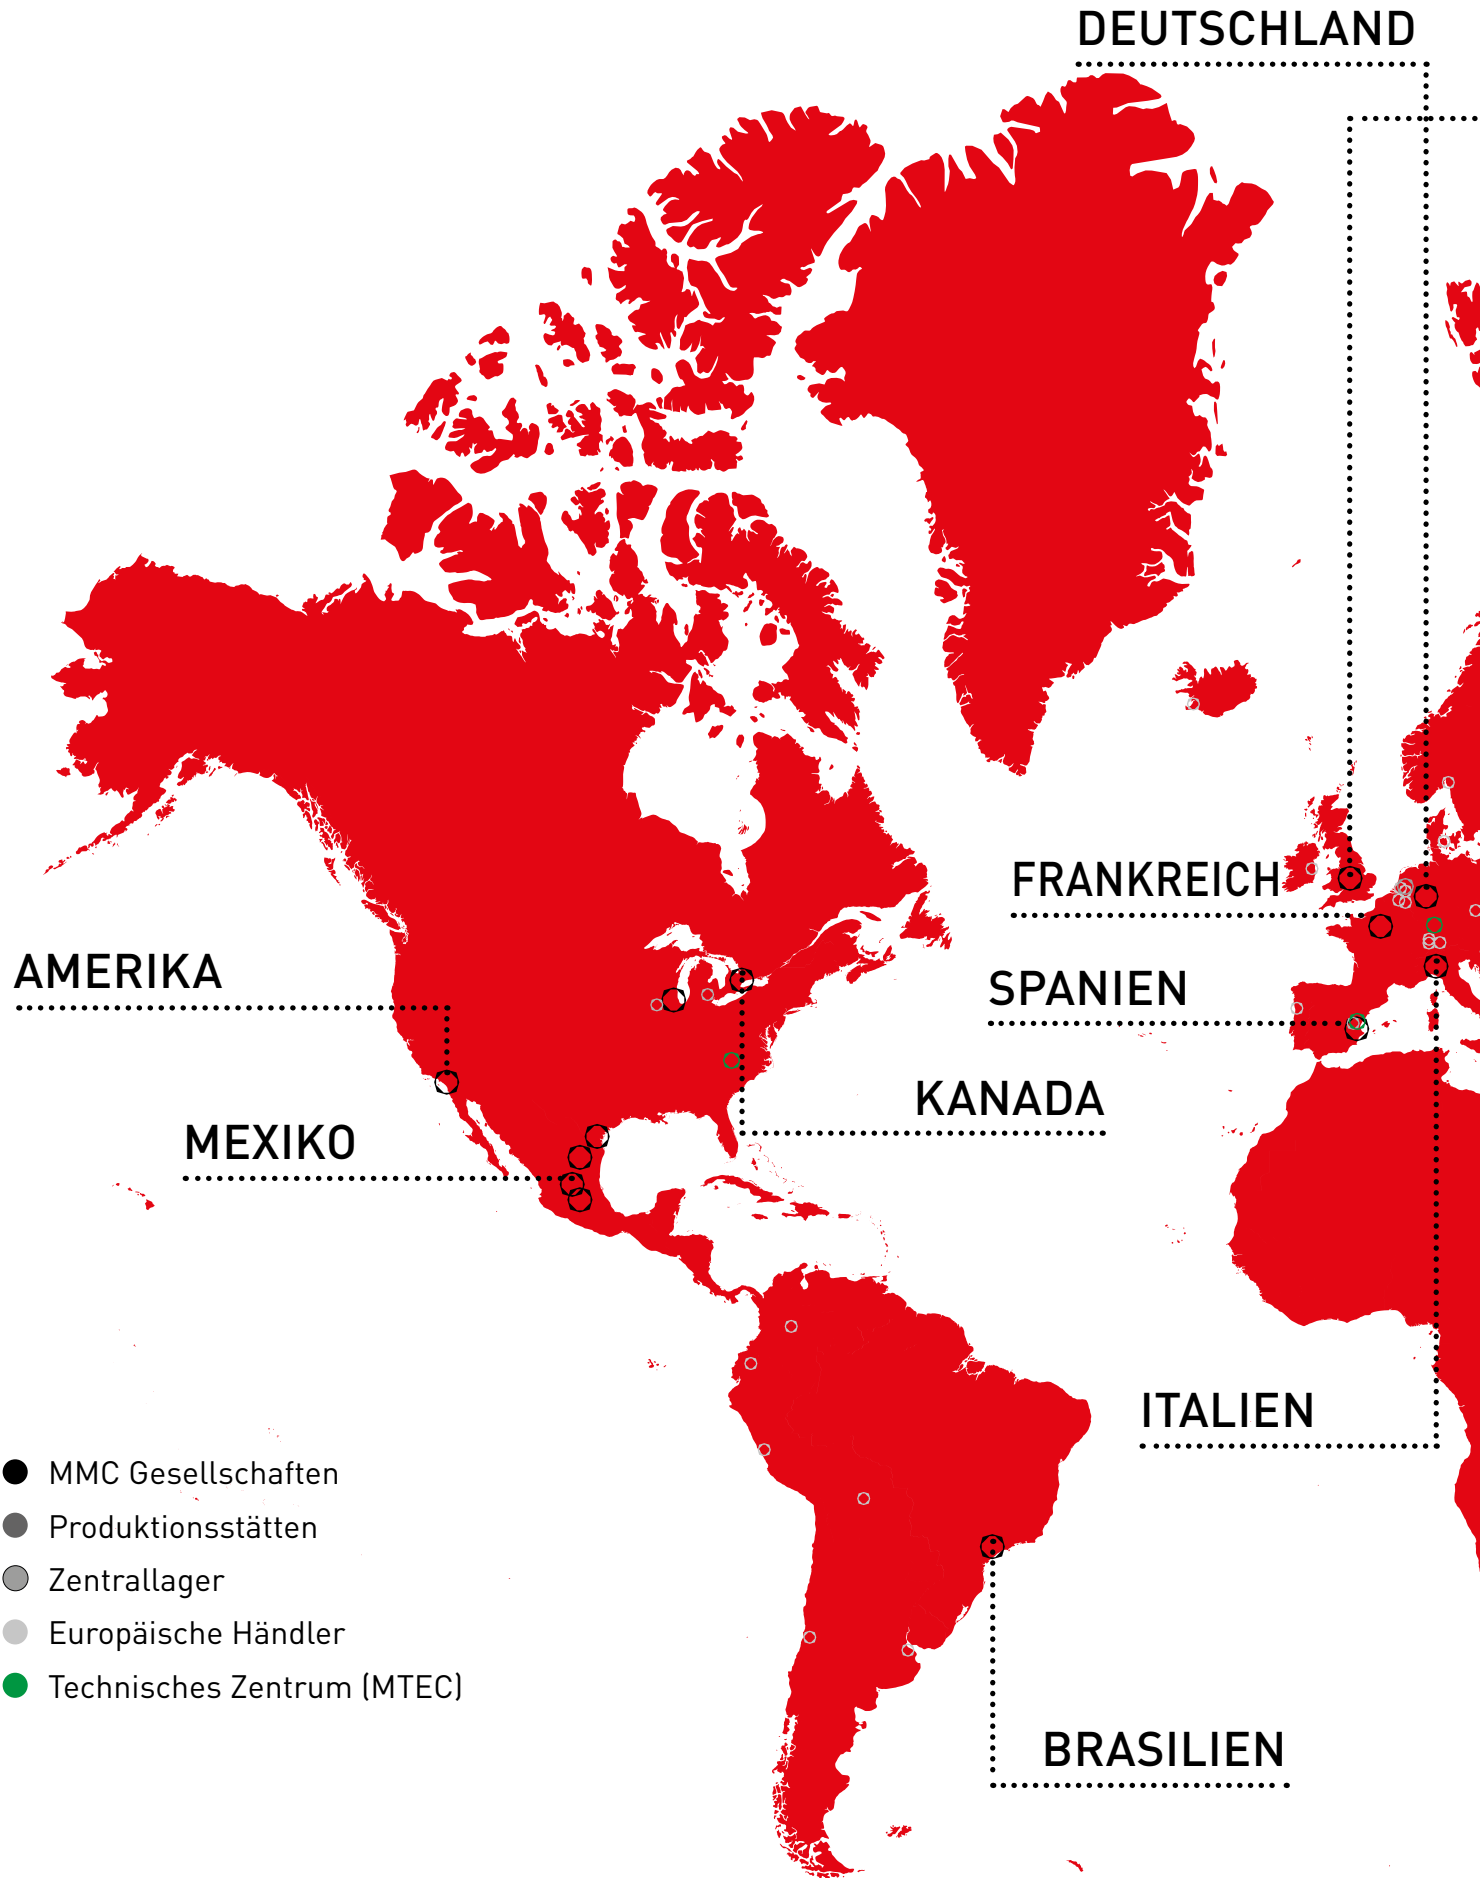 DEUTSCHLAND
FRANKREICH
AMERIKA
SPANIEN
KANADA
MEXIKO
ITALIEN
MMC Gesellschaften
Produktionsstätten
Zentrallager
Europäische Händler
Technisches Zentrum (MTEC)
BRASILIEN